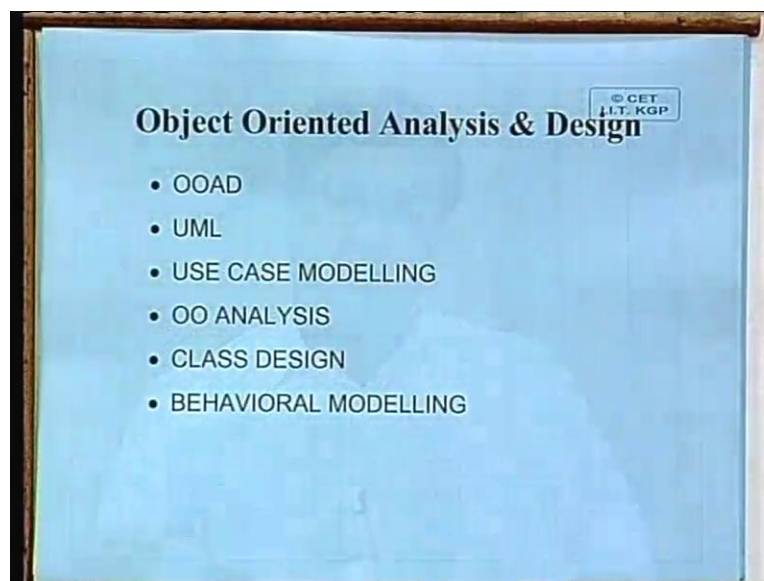 © CET
I.I.T. KGP
Object Oriented Analysis & Design
• OOAD
• UML
• USE CASE MODELLING
• OO ANALYSIS
• CLASS DESIGN
• BEHAVIORAL MODELLING